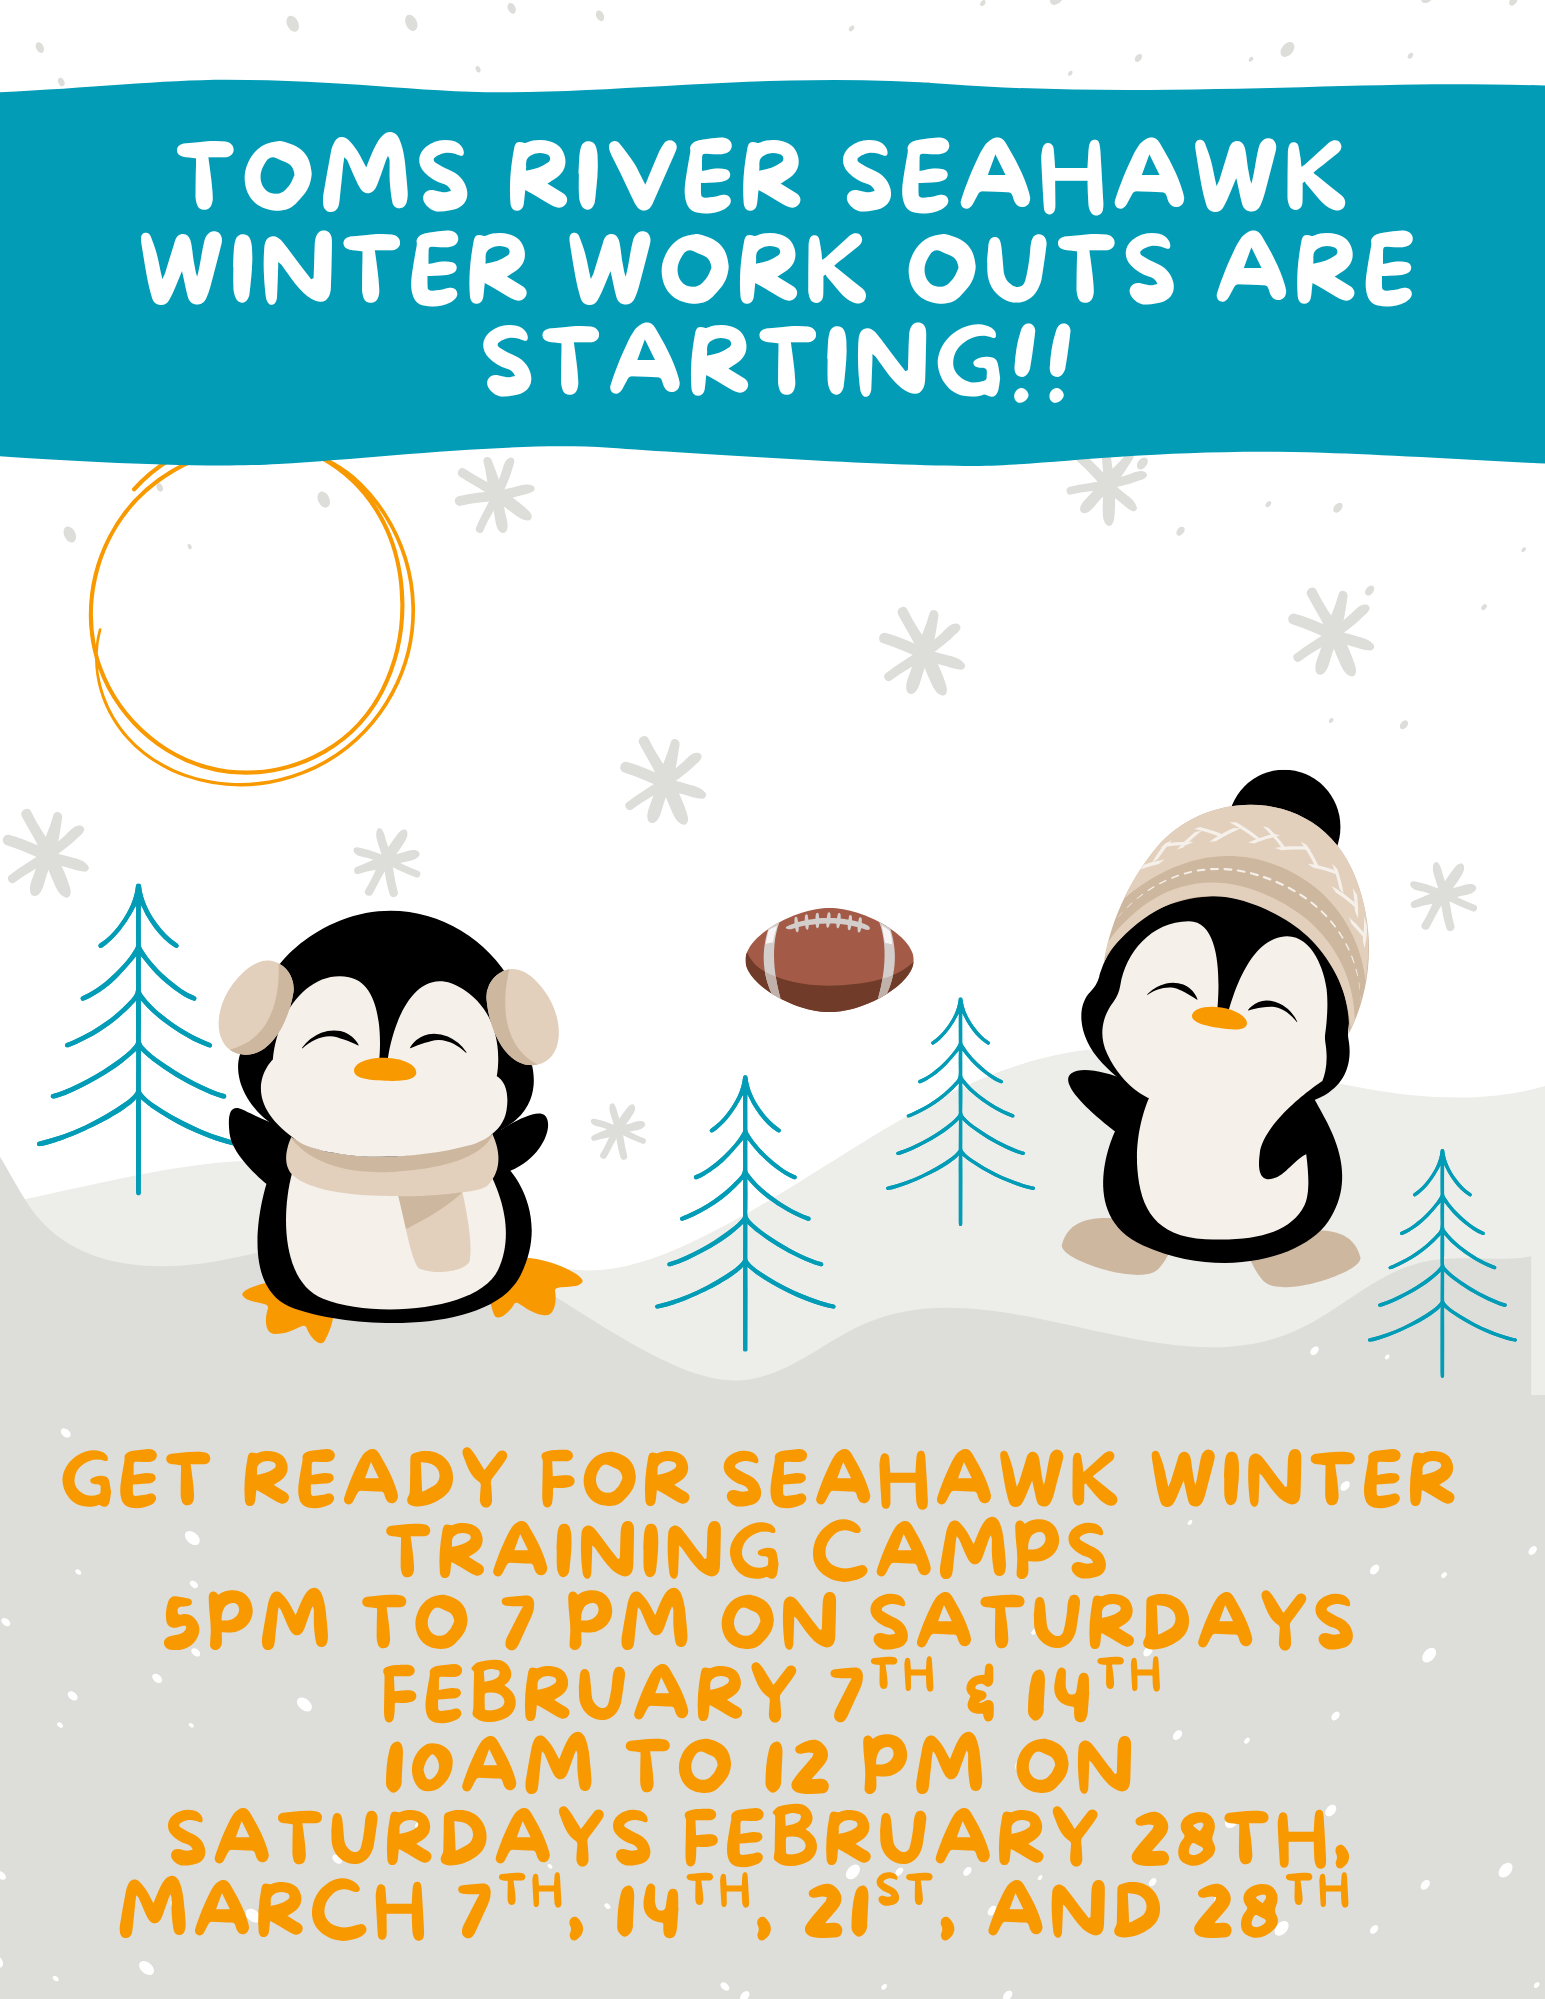 TOMS RIVER SEAHAWK
WINTER WORK OUTS ARE
STARTING!!
GET READY FOR SEAHAWK WINTER
TRAINING CAMPS
5PM TO 7 PM ON SATURDAYS
FEBRUARY 7TH & 14TH
10AM TO 12 PM ON
SATURDAYS FEBRUARY 28TH,
MARCH 7TH, 14TH, 21ST, AND 28TH